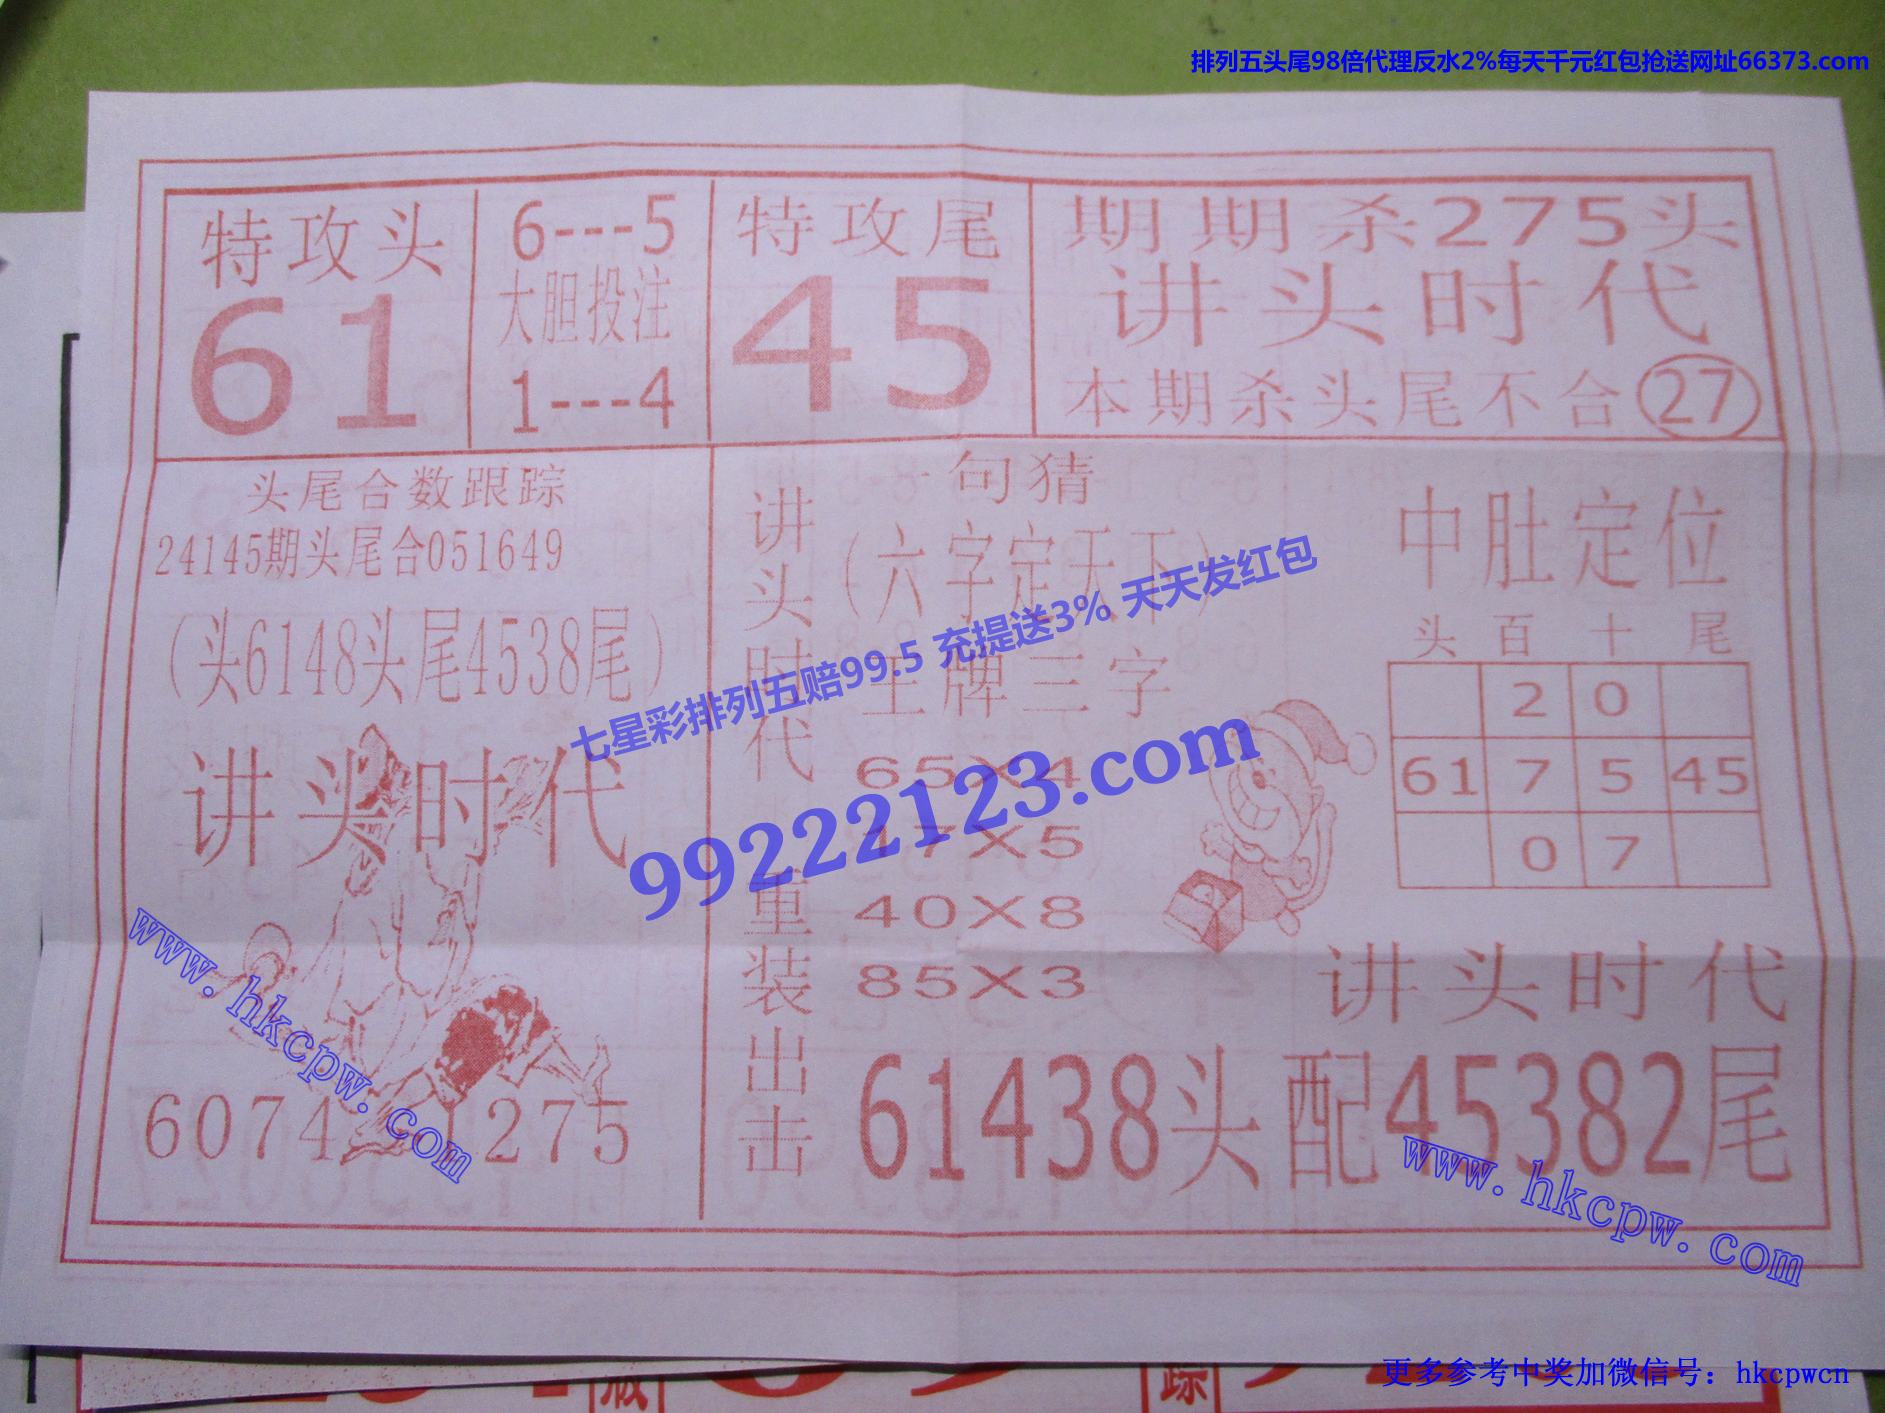 排列五头尾98倍代理反水2%每天千元红包抢送网址66373.com
特攻头
61
6---5
大胆投注
1---4
特攻尾
45
期期杀275头
讲头时代
本期杀头尾不合27
头尾合数跟踪
24145期头尾合051649
（头6148头尾4538尾）
讲头时代
6074
1275
讲头时代重装出击
一句猜
（六字定天下）
王牌三字
65X4
47X5
40X8
85X3
中肚定位
头 百 十 尾
2 0
61 7 5 45
0 7
讲头时代
61438头配45382尾
七星彩排列五赔99.5 充提送3% 天天发红包
99222123.com
www.hkcpw.com
www.hkcpw.com
更多参考中奖加微信号：hkcpwcn